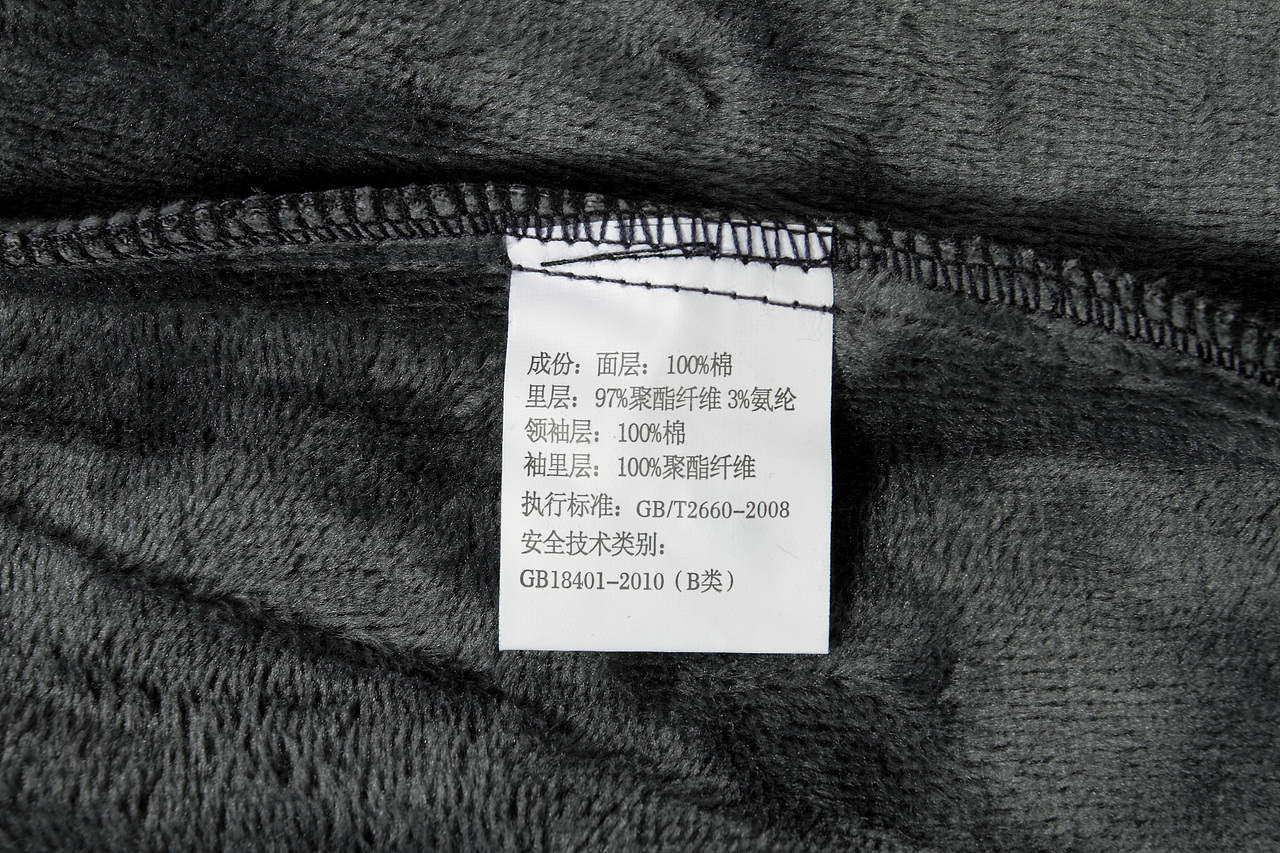 成份：面层：100%棉
里层：97%聚酯纤维 3%氨纶
领袖层：100%棉
袖里层：100%聚酯纤维
执行标准：GB/T2660-2008
安全技术类别：
GB18401-2010（B类）